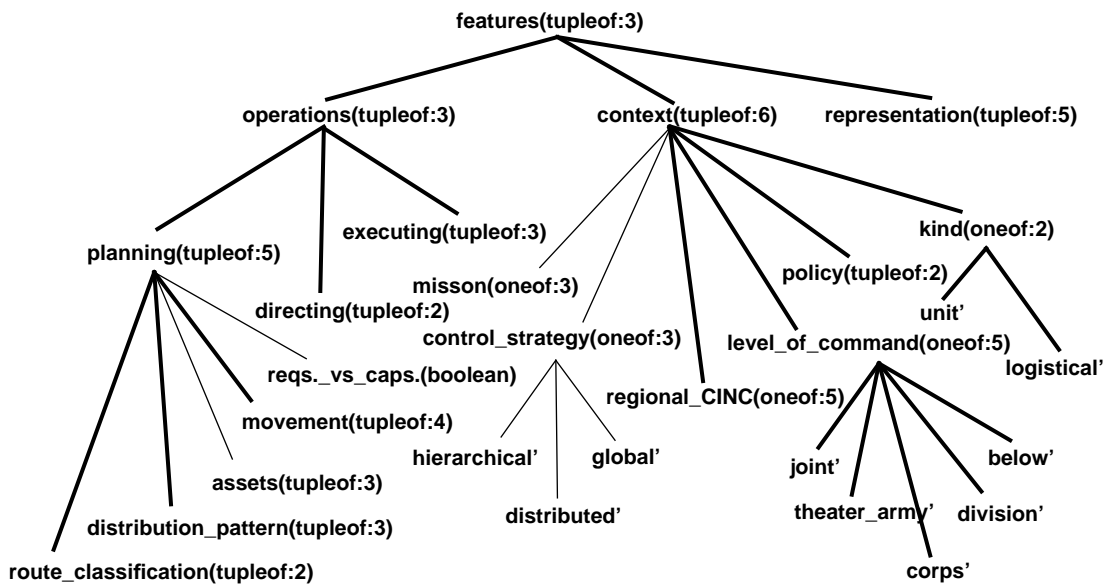 features(tupleof:3)
operations(tupleof:3)
context(tupleof:6)
representation(tupleof:5)
planning(tupleof:5)
executing(tupleof:3)
directing(tupleof:2)
misson(oneof:3)
policy(tupleof:2)
kind(oneof:2)
unit’
logistical’
control_strategy(oneof:3)
level_of_command(oneof:5)
reqs._vs_caps.(boolean)
regional_CINC(oneof:5)
movement(tupleof:4)
hierarchical’
global’
joint’
below’
assets(tupleof:3)
distributed’
theater_army’
division’
distribution_pattern(tupleof:3)
route_classification(tupleof:2)
corps’